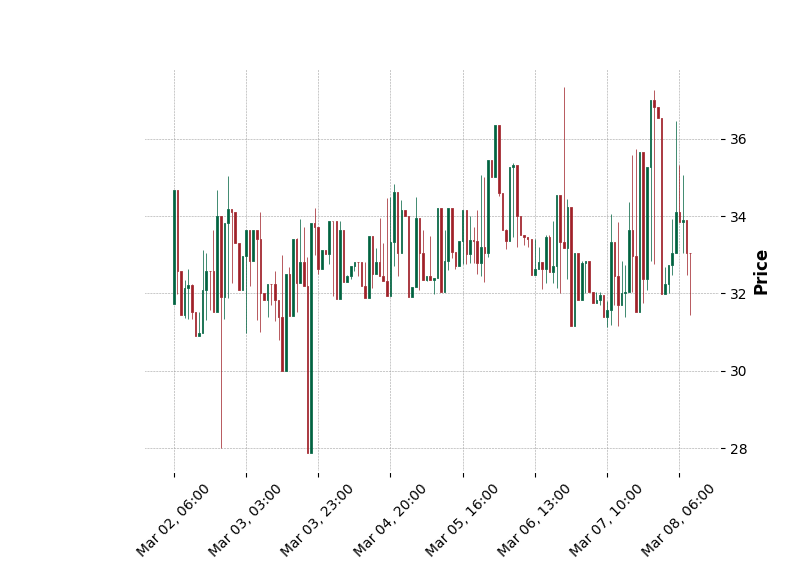 36
34
32
30
28
Price
Mar 02, 06:00
Mar 03, 03:00
Mar 03, 23:00
Mar 04, 20:00
Mar 05, 16:00
Mar 06, 13:00
Mar 07, 10:00
Mar 08, 06:00